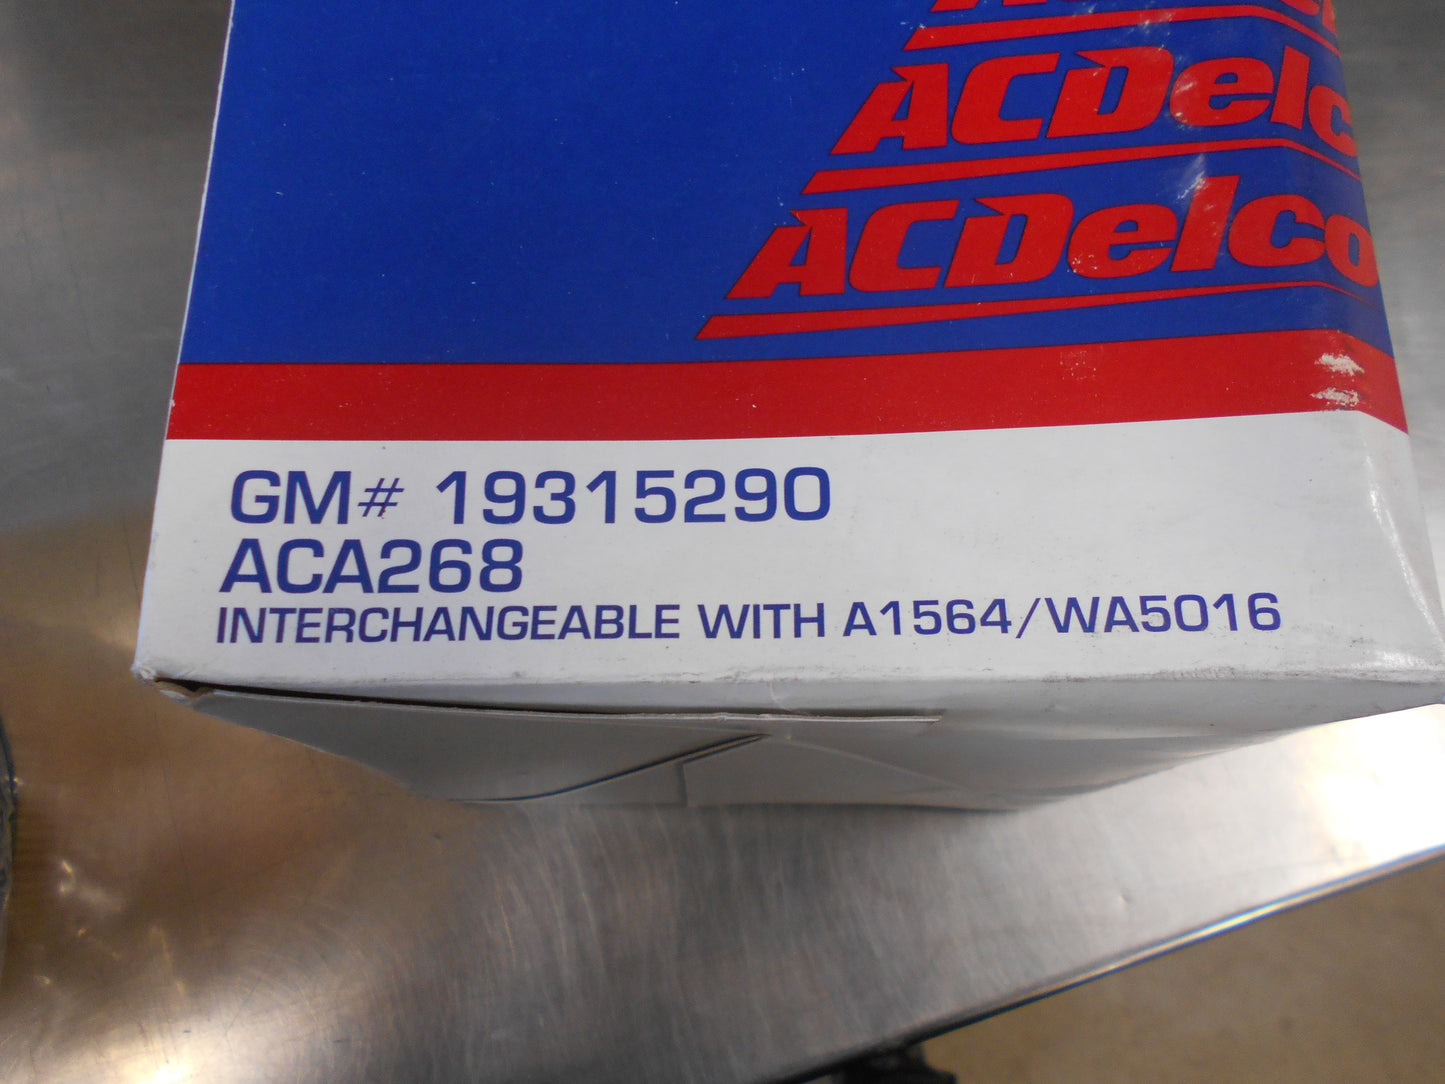 ACDelco
ACDelco
GM# 19315290
ACA268
INTERCHANGEABLE WITH A1564/WA5016